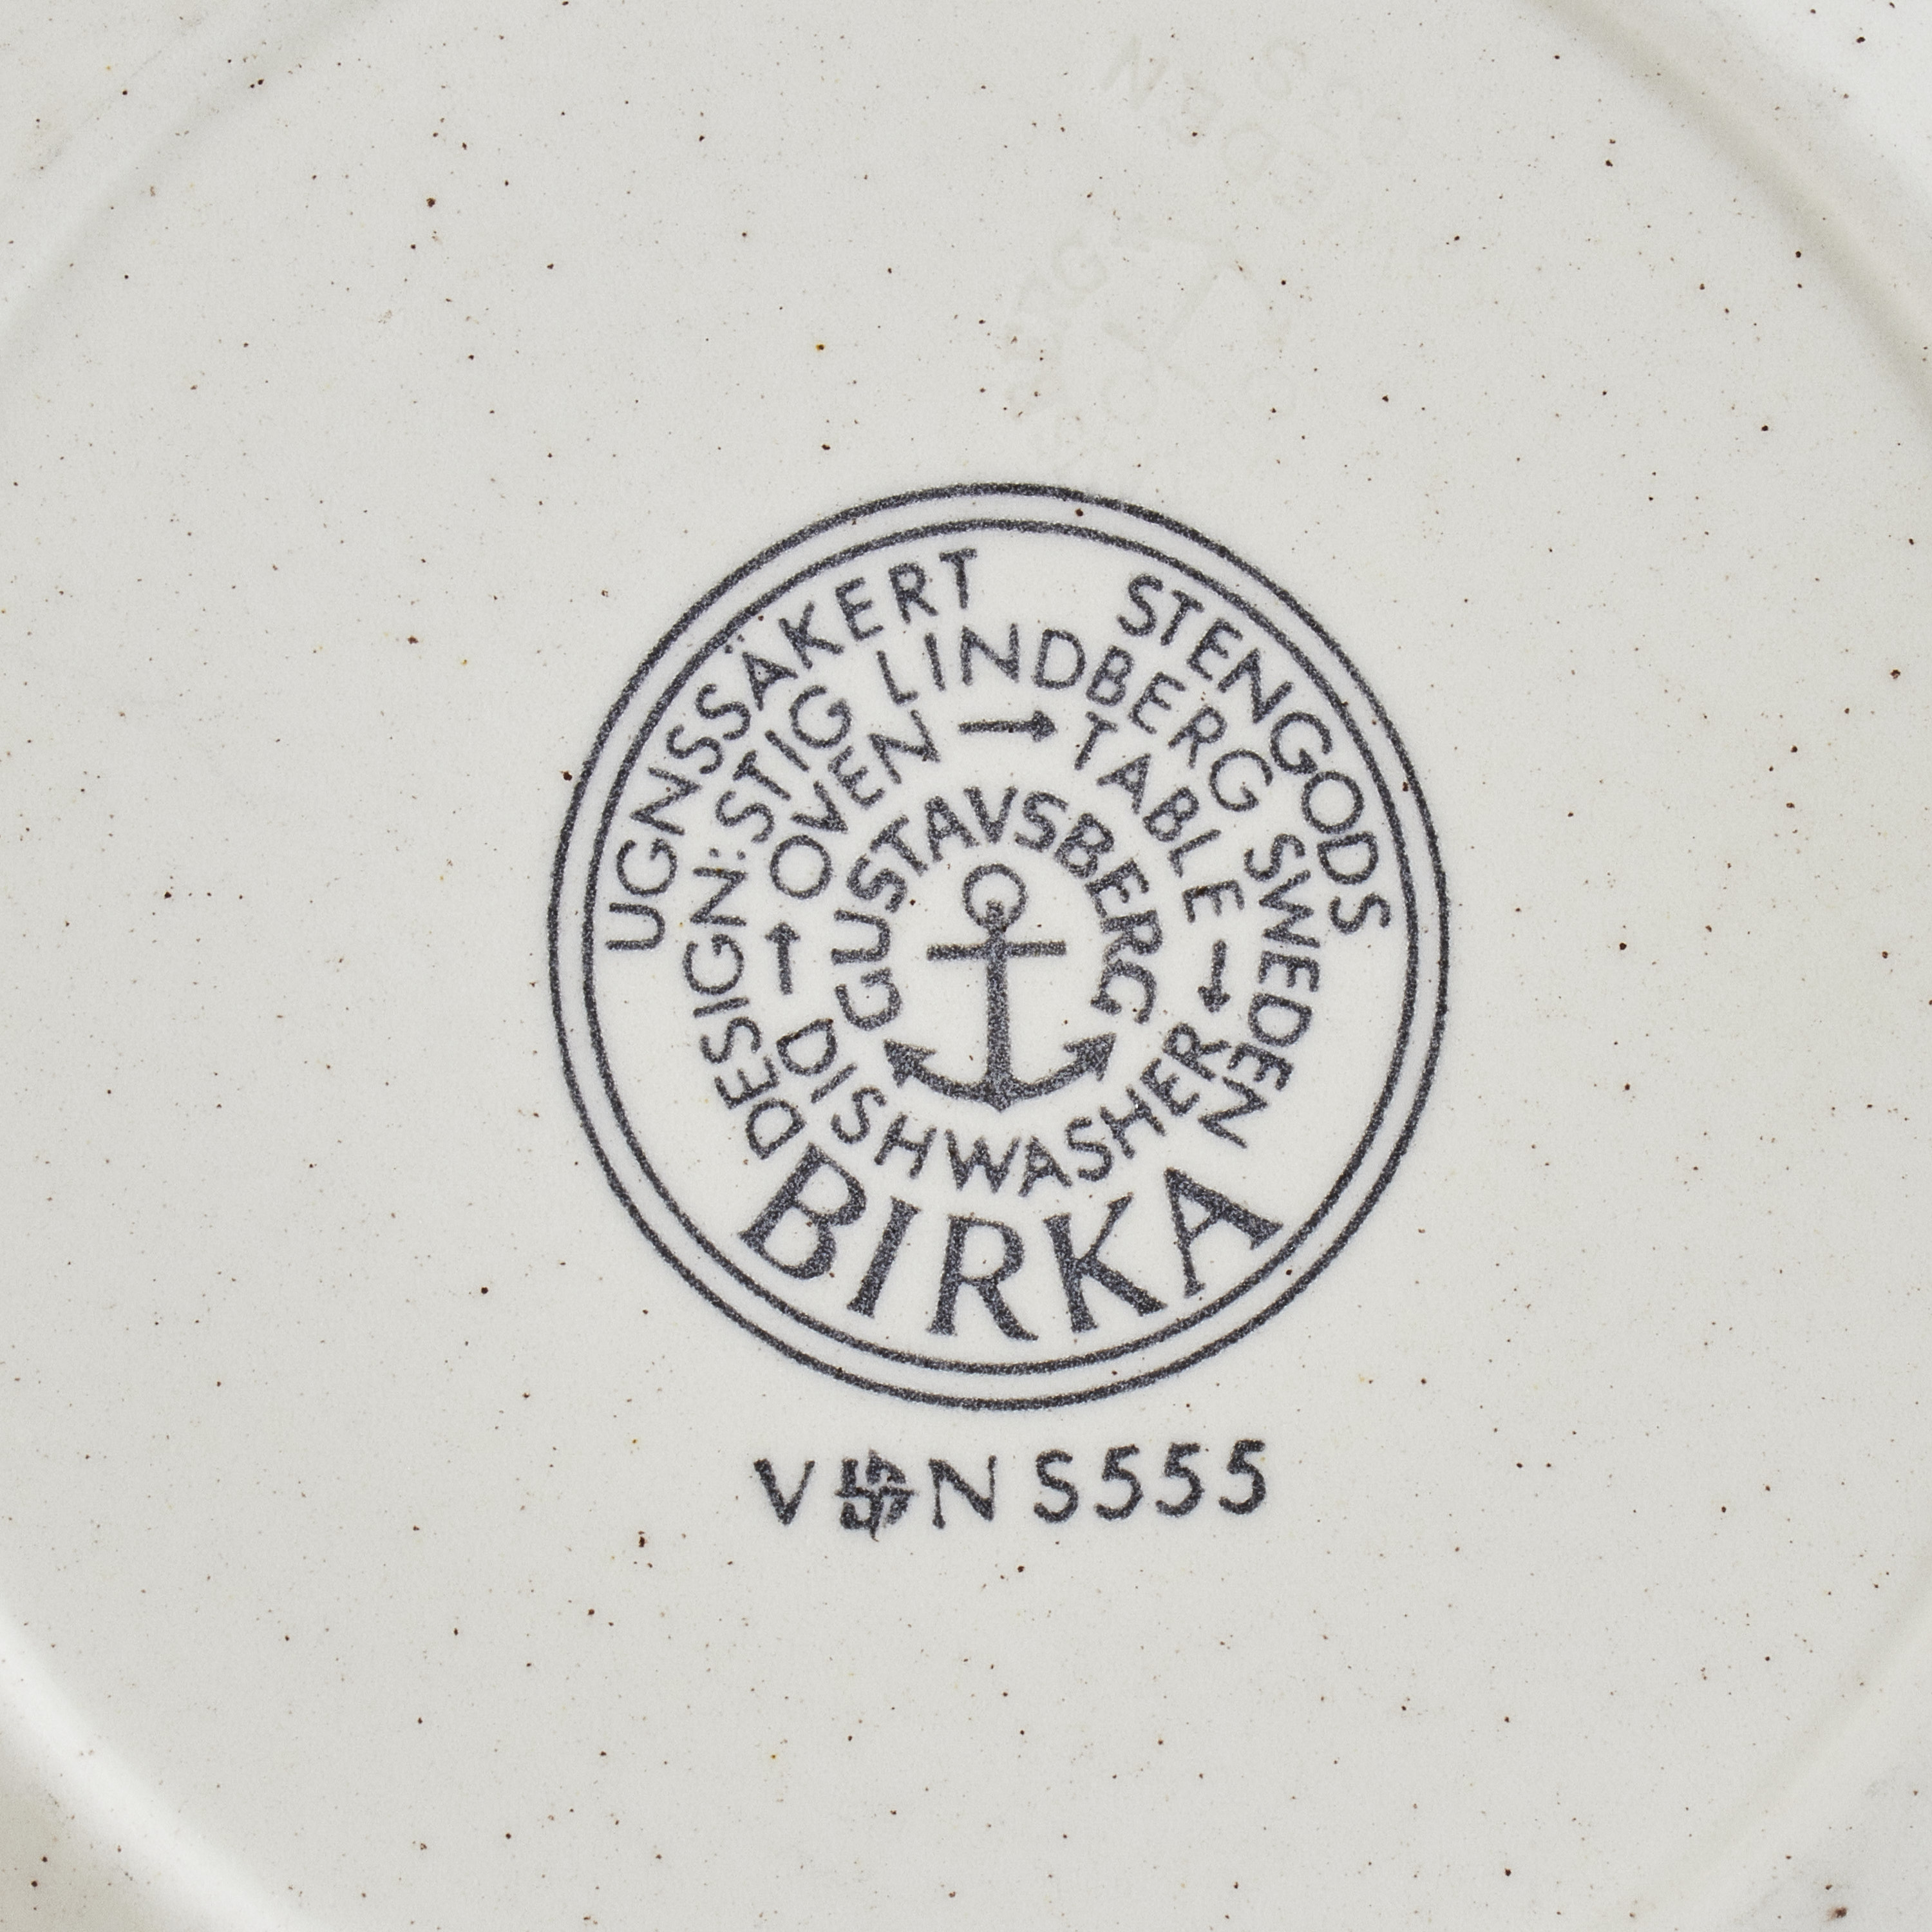 UGNSSÄKERT STENGODS
DESIGN: STIG LINDBERG SWEDEN
OVEN → TABLE → DISHWASHER →
GUSTAVSBERG
BIRKA
V N S555